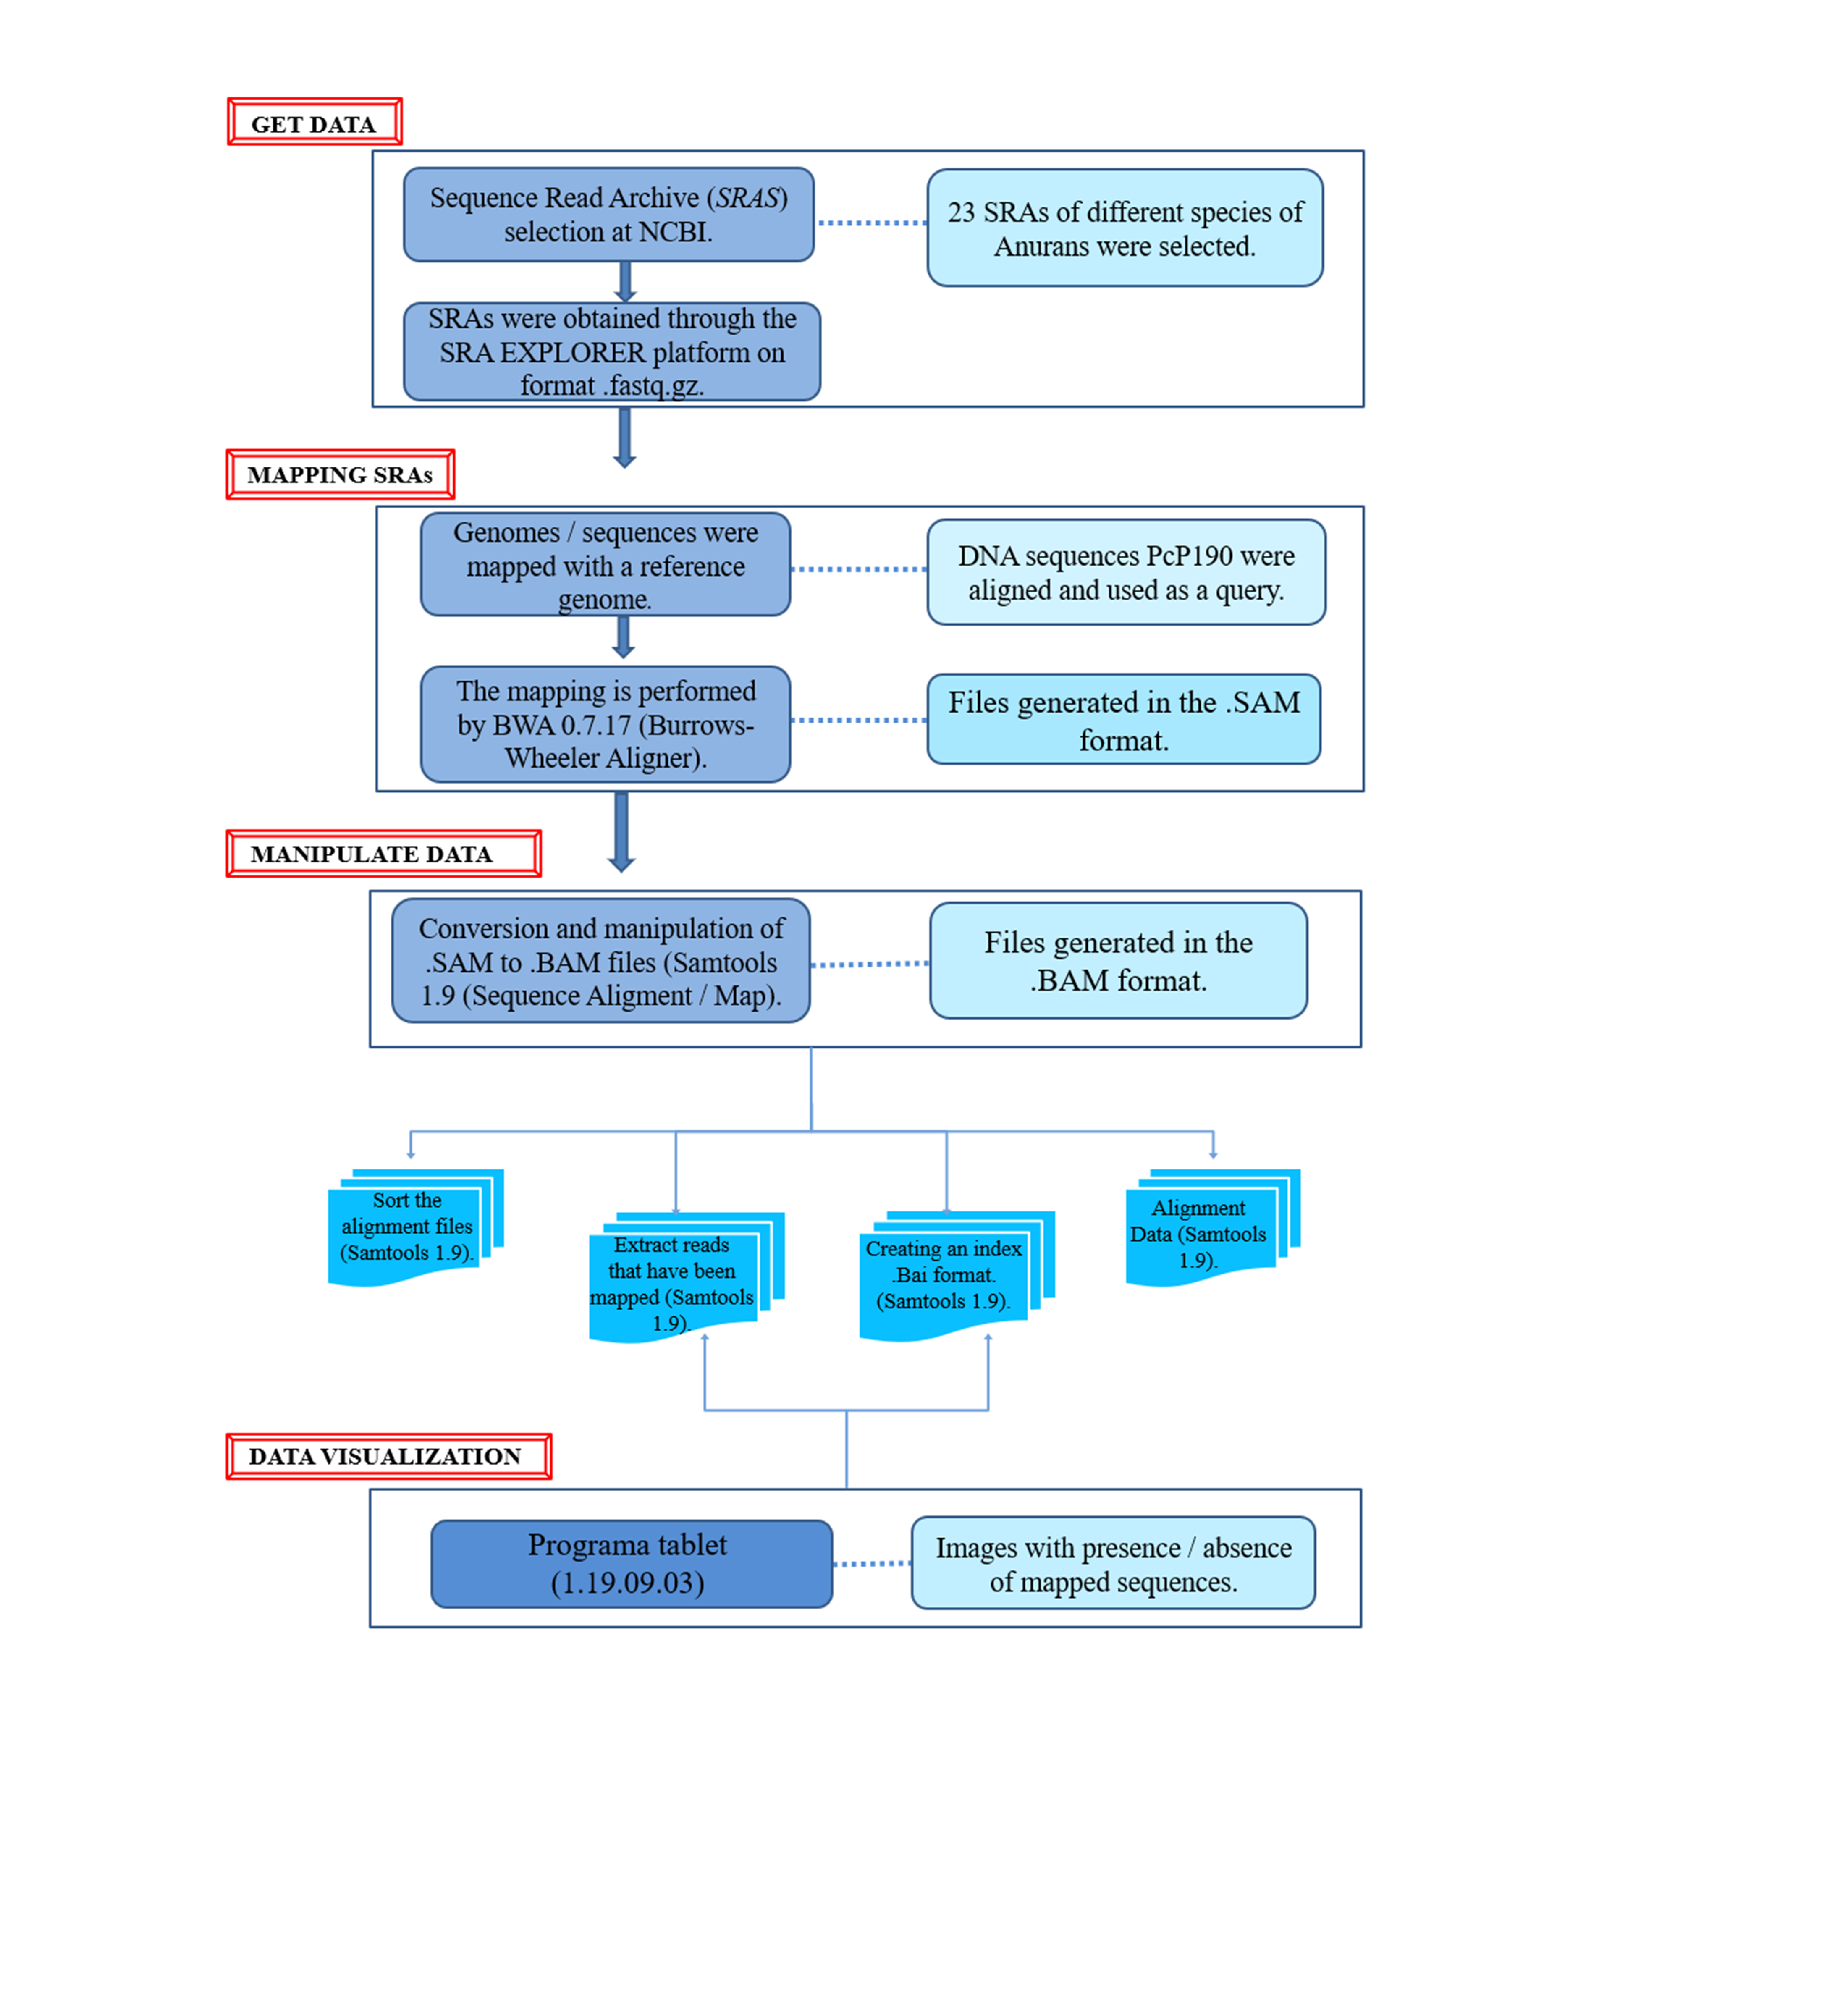 GET DATA
Sequence Read Archive (SRAS)
selection at NCBI.
23 SRAs of different species of
Anurans were selected.
SRAs were obtained through the
SRA EXPLORER platform on
format .fastq.gz.
MAPPING SRAs
Genomes / sequences were
mapped with a reference
genome.
DNA sequences PcP190 were
aligned and used as a query.
The mapping is performed
by BWA 0.7.17 (Burrows-
Wheeler Aligner).
Files generated in the .SAM
format.
MANIPULATE DATA
Conversion and manipulation of
.SAM to .BAM files (Samtools
1.9 (Sequence Aligment / Map).
Files generated in the
.BAM format.
Sort the
alignment files
(Samtools 1.9).
Extract reads
that have been
mapped (Samtools
1.9).
Creating an index
.Bai format.
(Samtools 1.9).
Alignment
Data (Samtools
1.9).
DATA VISUALIZATION
Programa tablet
(1.19.09.03)
Images with presence / absence
of mapped sequences.